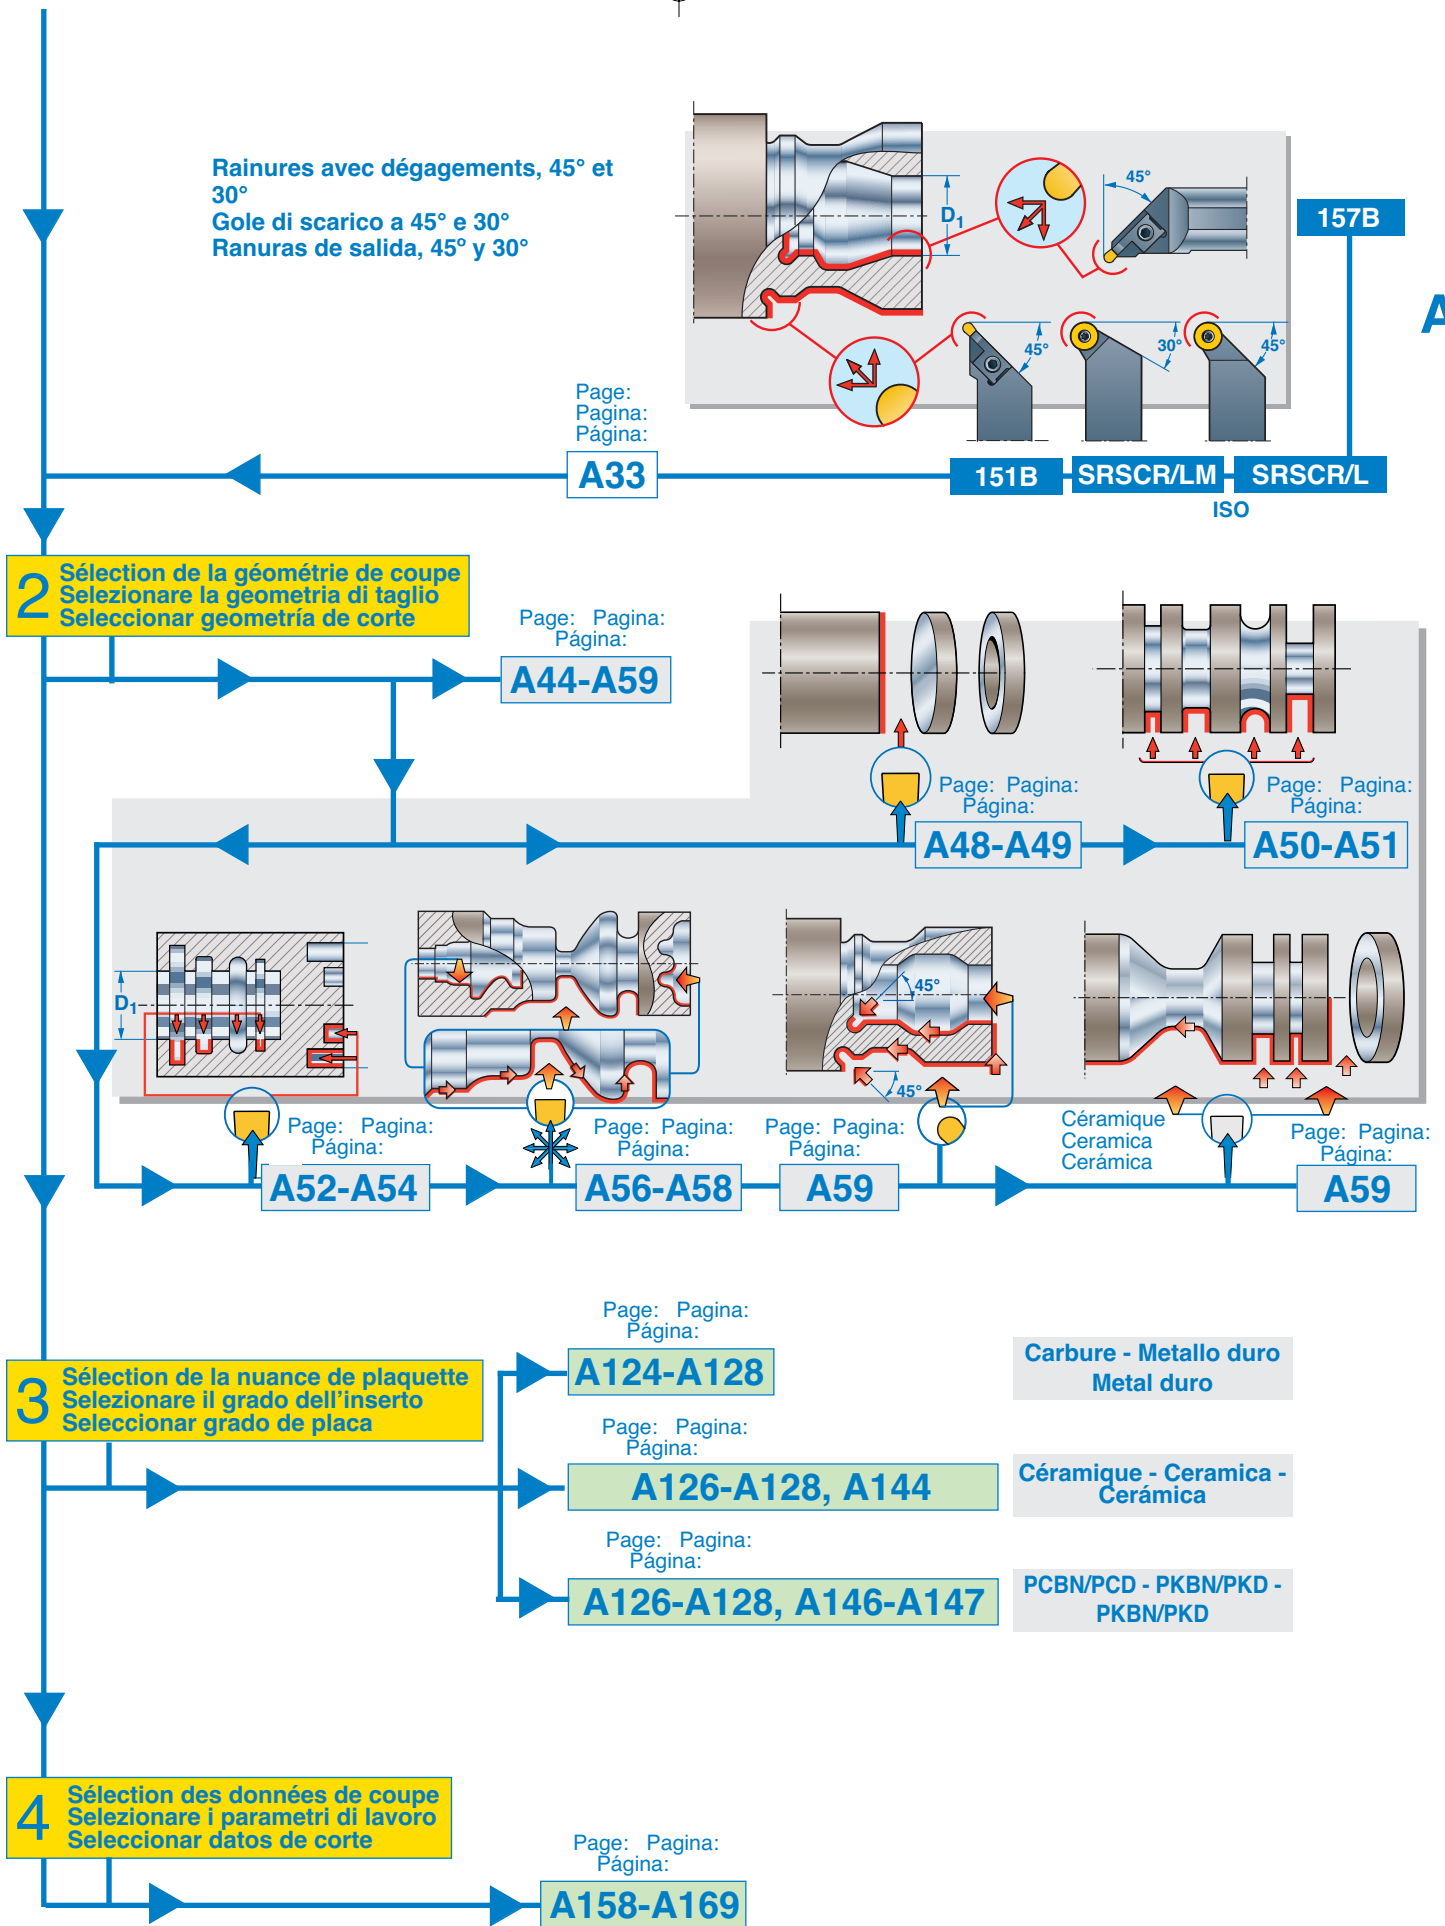 Rainures avec dégagements, 45° et
30°
Gole di scarico a 45° e 30°
Ranuras de salida, 45º y 30°
D1
45°
157B
A
45°
30°
45°
Page:
Pagina:
Página:
A33
151B
SRSCR/LM
SRSCR/L
ISO
2
Sélection de la géométrie de coupe
Selezionare la geometria di taglio
Seleccionar geometría de corte
Page: Pagina:
Página:
A44-A59
Page: Pagina:
Página:
A48-A49
Page: Pagina:
Página:
A50-A51
D1
45°
45°
Page: Pagina:
Página:
A52-A54
Page: Pagina:
Página:
A56-A58
Page: Pagina:
Página:
A59
Céramique
Ceramica
Cerámica
Page: Pagina:
Página:
A59
3
Sélection de la nuance de plaquette
Selezionare il grado dell’inserto
Seleccionar grado de placa
Page: Pagina:
Página:
A124-A128
Carbure - Metallo duro
Metal duro
Page: Pagina:
Página:
A126-A128, A144
Céramique - Ceramica -
Cerámica
Page: Pagina:
Página:
A126-A128, A146-A147
PCBN/PCD - PKBN/PKD -
PKBN/PKD
4
Sélection des données de coupe
Selezionare i parametri di lavoro
Seleccionar datos de corte
Page: Pagina:
Página:
A158-A169